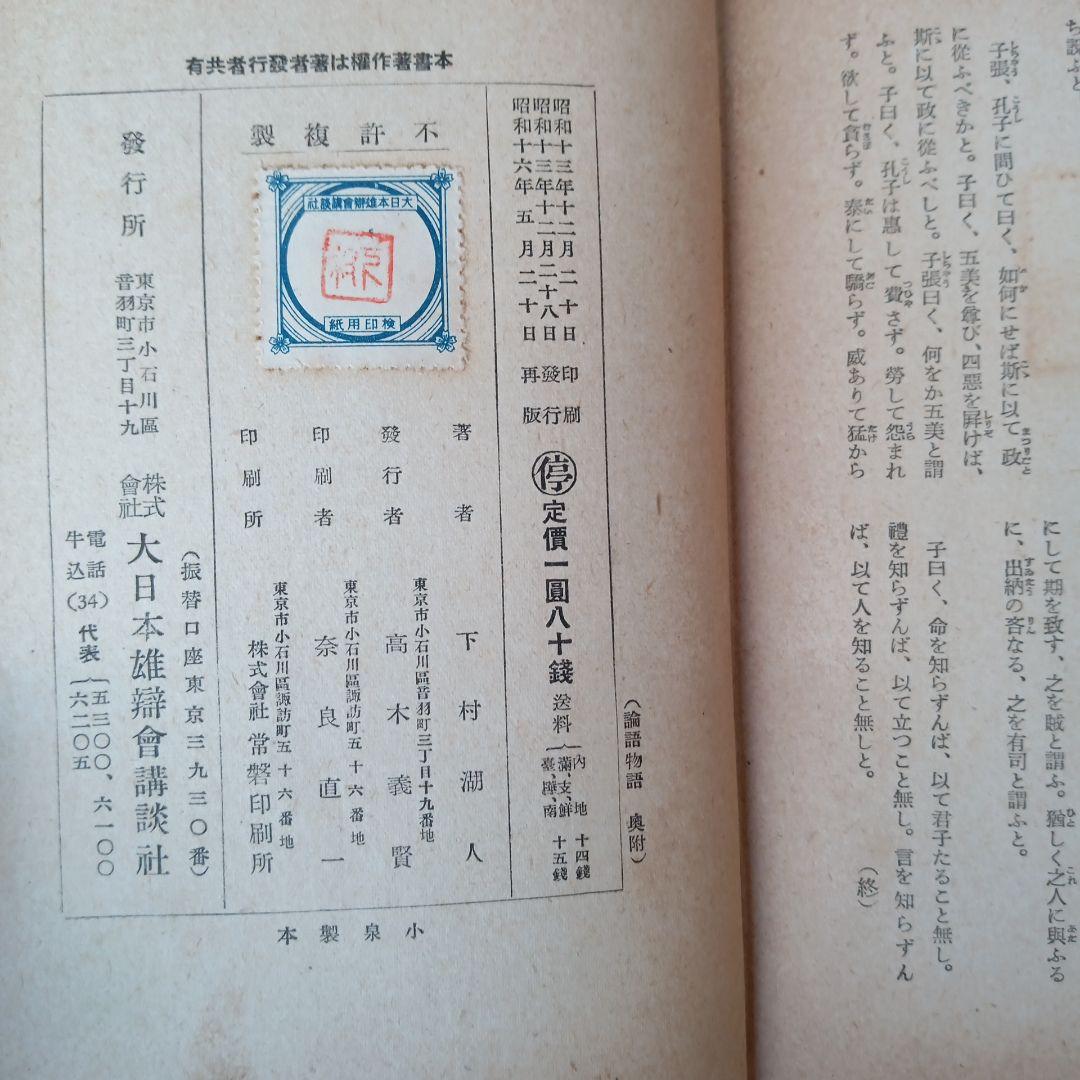 ち說ふと
子張、孔子に問ひて曰く、如何にせば斯に以て政
に從ふべきかと。子曰く、五美を尊び、四惡を屛けば、
斯に以て政に從ふべしと。子張曰く、何をか五美と謂
ふと。子曰く、孔子は惠して費さず。勞して怨まれ
ず。欲して貪らず。泰にして驕らず。威ありて猛から
にして期を致す、之を賊と謂ふ。猶しく之人に與ふる
に、出納の吝なる、之を有司と謂ふと。
子曰く、命を知らずんば、以て君子たること無し。
禮を知らずんば、以て立つこと無し。言を知らずん
ば、以て人を知ること無しと。
(終)
(論語物語 奥附)
本書著作權は著者發行者共有
昭和十三年十二月二十日印刷
昭和十三年十二月二十八日發行
昭和十六年五月二十日再版
停 定價一圓八十錢 送料 內地 十四錢
滿、支、鮮
臺、樺、南 十五錢
不許複製
大日本雄辯會講談社
檢印用紙
著者 下村湖人
東京市小石川區音羽町三丁目十九番地
發行者 高木義賢
東京市小石川區諏訪町五十六番地
印刷者 奈良直一
東京市小石川區諏訪町五十六番地
印刷所 株式會社常磐印刷所
(振替口座東京三九三〇番)
發行所 東京市小石川區
音羽町三丁目十九
株式會社 大日本雄辯會講談社
電話牛込(34)代表 五三〇〇、六一〇〇
六二〇五
小泉製本